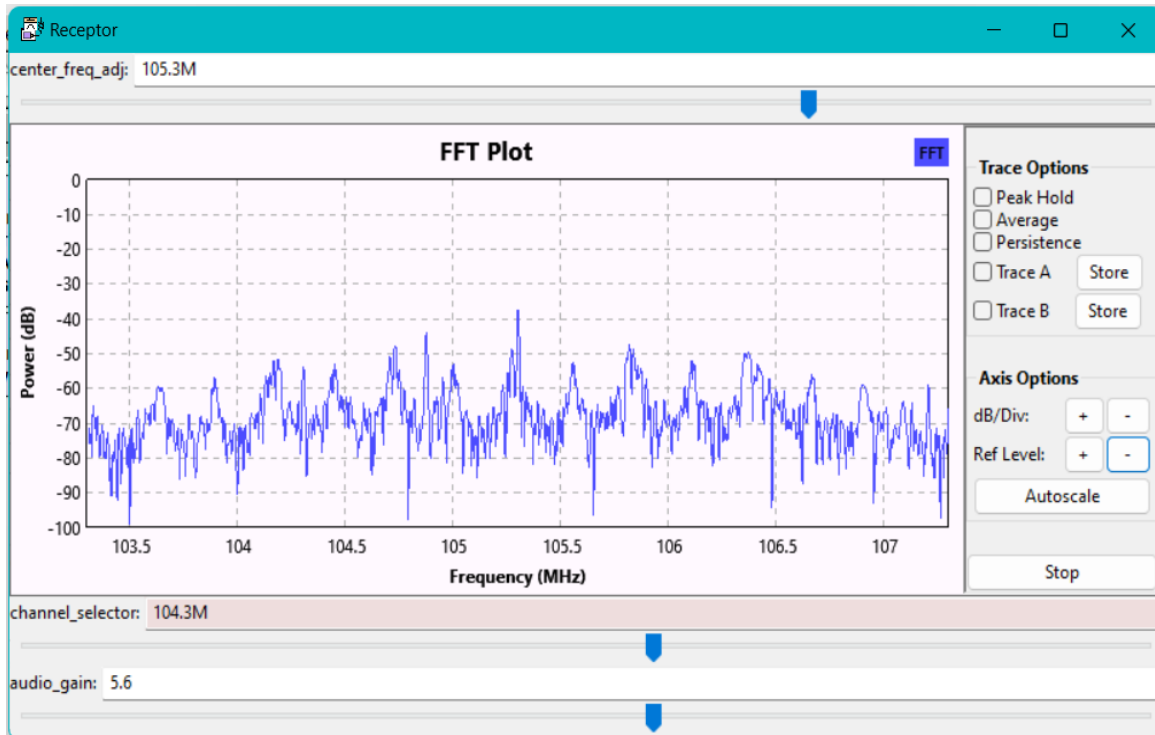 Receptor
center_freq_adj: 105.3M
FFT Plot
FFT
0
-10
-20
-30
-40
-50
-60
-70
-80
-90
-100
Power (dB)
103.5 104 104.5 105 105.5 106 106.5 107
Frequency (MHz)
Trace Options
Peak Hold
Average
Persistence
Trace A Store
Trace B Store
Axis Options
dB/Div: + -
Ref Level: + -
Autoscale
Stop
channel_selector: 104.3M
audio_gain: 5.6